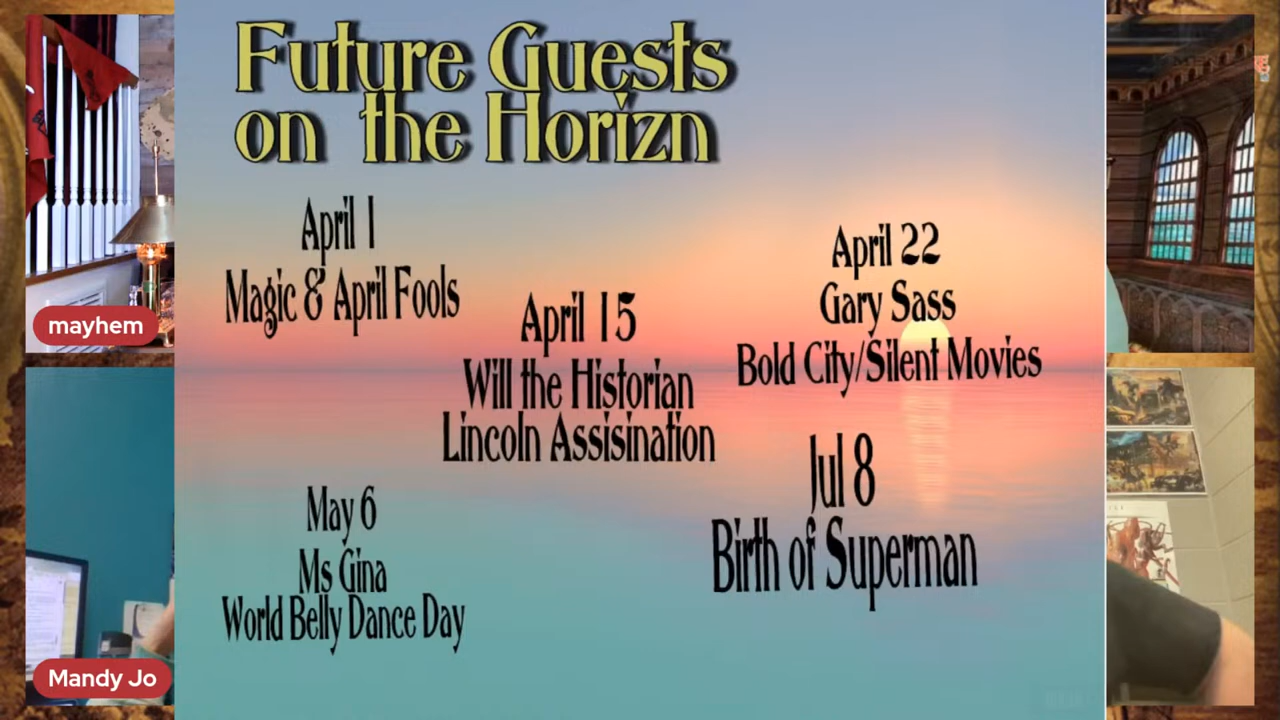 Future Guests
on the Horizn
April 1
Magic & April Fools
April 15
Will the Historian
Lincoln Assisination
April 22
Gary Sass
Bold City/Silent Movies
May 6
Ms Gina
World Belly Dance Day
Jul 8
Birth of Superman
mayhem
Mandy Jo